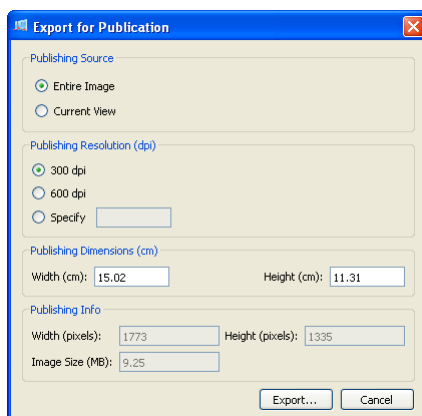 Export for Publication
Publishing Source
Entire Image
Current View
Publishing Resolution (dpi)
300 dpi
600 dpi
Specify
Publishing Dimensions (cm)
Width (cm): 15.02 Height (cm): 11.31
Publishing Info
Width (pixels): 1773 Height (pixels): 1335
Image Size (MB): 9.25
Export... Cancel